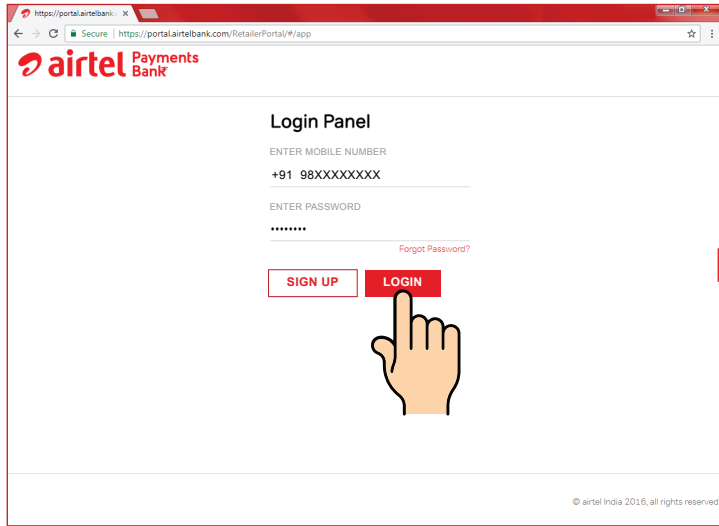 https://portal.airtelbank.c
Secure | https://portal.airtelbank.com/RetailerPortal/#/app
airtel Payments Bank
Login Panel
ENTER MOBILE NUMBER
+91 98XXXXXXXX
ENTER PASSWORD
••••••••
Forgot Password?
SIGN UP LOGIN
© airtel India 2016, all rights reserved